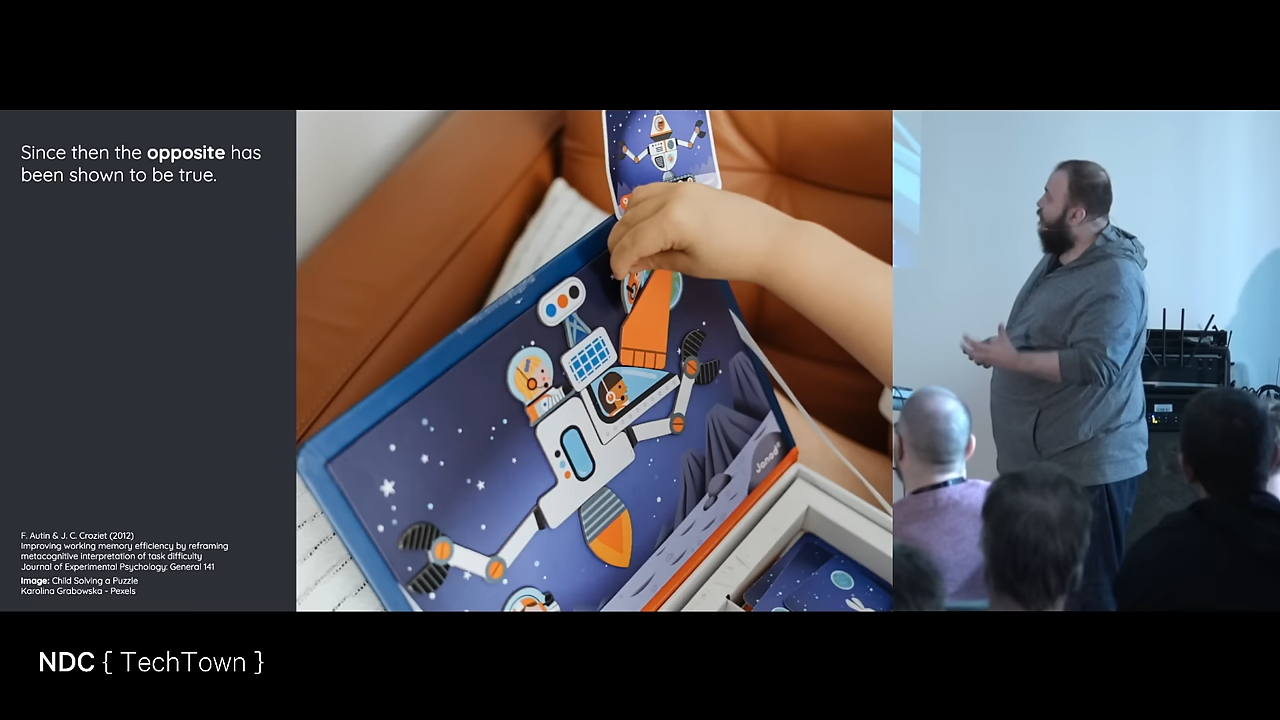 Since then the opposite has
been shown to be true.
F. Autin & J. C. Croziet (2012)
Improving working memory efficiency by reframing
metacognitive interpretation of task difficulty
Journal of Experimental Psychology: General 141
Image: Child Solving a Puzzle
Karolina Grabowska - Pexels
Janod
NDC { TechTown }